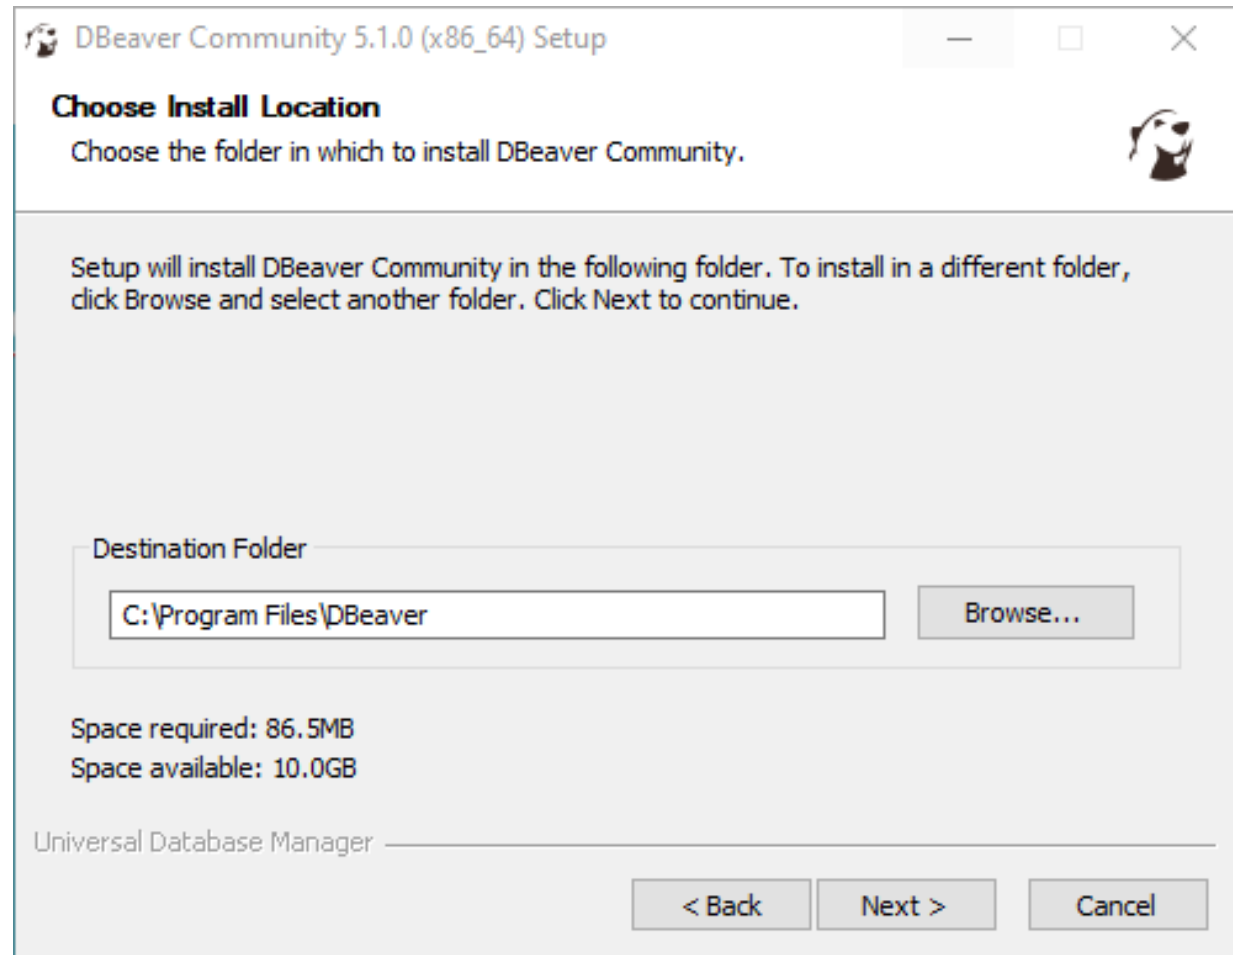 DBeaver Community 5.1.0 (x86_64) Setup
Choose Install Location
Choose the folder in which to install DBeaver Community.
Setup will install DBeaver Community in the following folder. To install in a different folder,
click Browse and select another folder. Click Next to continue.
Destination Folder
C:\Program Files\DBeaver
Browse...
Space required: 86.5MB
Space available: 10.0GB
Universal Database Manager
< Back Next > Cancel